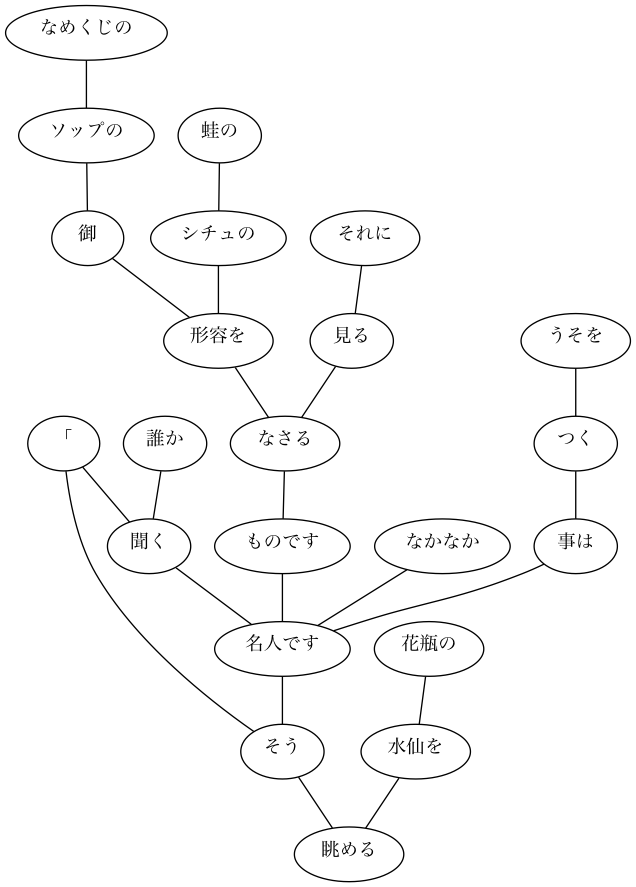 なめくじの
ソップの
蛙の
御
シチュの
それに
形容を
見る
うそを
「
誰か
なさる
つく
聞く
ものです
なかなか
事は
名人です
花瓶の
そう
水仙を
眺める